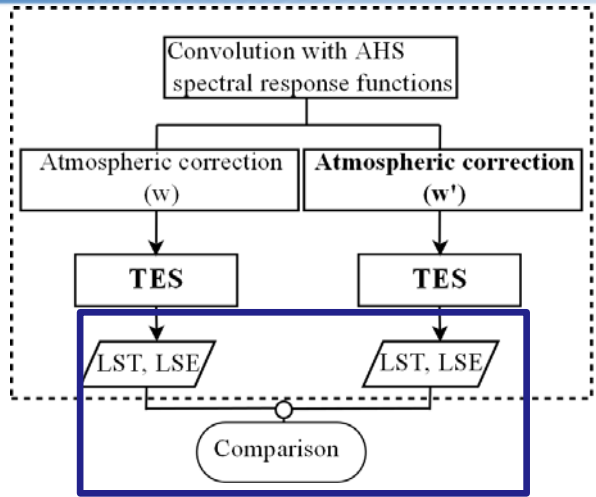 Convolution with AHS
spectral response functions
Atmospheric correction
(w)
Atmospheric correction
(w')
TES
TES
LST, LSE
LST, LSE
Comparison